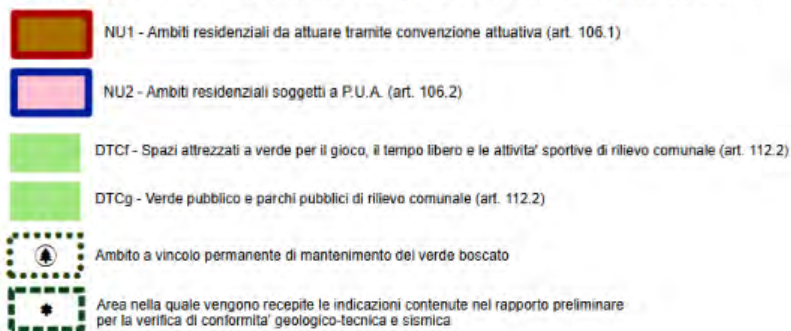 NU1 - Ambiti residenziali da attuare tramite convenzione attuativa (art. 106.1)
NU2 - Ambiti residenziali soggetti a P.U.A. (art. 106.2)
DTCf - Spazi attrezzati a verde per il gioco, il tempo libero e le attivita' sportive di rilievo comunale (art. 112.2)
DTCg - Verde pubblico e parchi pubblici di rilievo comunale (art. 112.2)
Ambito a vincolo permanente di mantenimento del verde boscato
Area nella quale vengono recepite le indicazioni contenute nel rapporto preliminare
per la verifica di conformita' geologico-tecnica e sismica